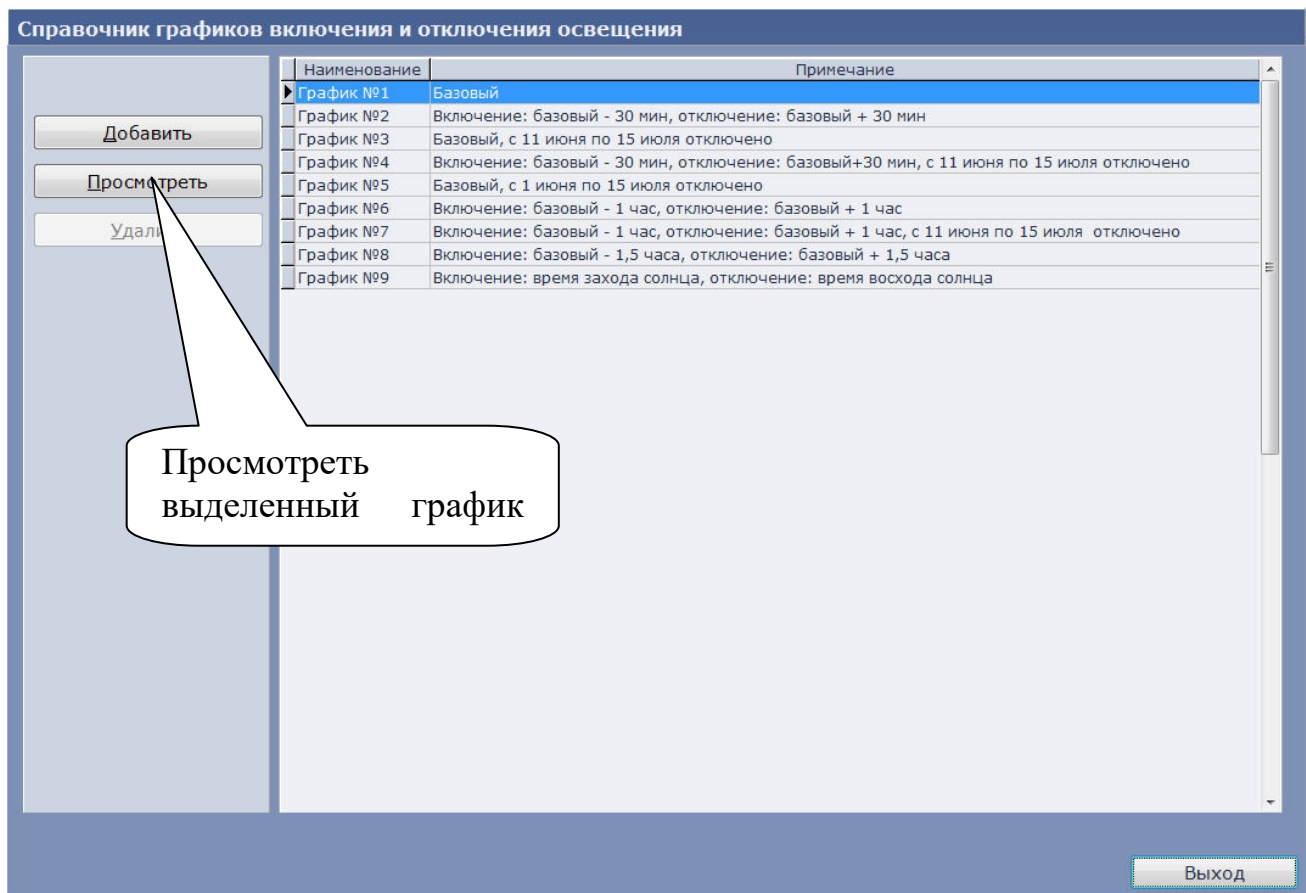 Справочник графиков включения и отключения освещения
Наименование Примечание
График №1 Базовый
График №2 Включение: базовый - 30 мин, отключение: базовый + 30 мин
График №3 Базовый, с 11 июня по 15 июля отключено
График №4 Включение: базовый - 30 мин, отключение: базовый+30 мин, с 11 июня по 15 июля отключено
График №5 Базовый, с 1 июня по 15 июля отключено
График №6 Включение: базовый - 1 час, отключение: базовый + 1 час
График №7 Включение: базовый - 1 час, отключение: базовый + 1 час, с 11 июня по 15 июля отключено
График №8 Включение: базовый - 1,5 часа, отключение: базовый + 1,5 часа
График №9 Включение: время захода солнца, отключение: время восхода солнца
Добавить
Просмотреть
Просмотреть
выделенный график
Выход